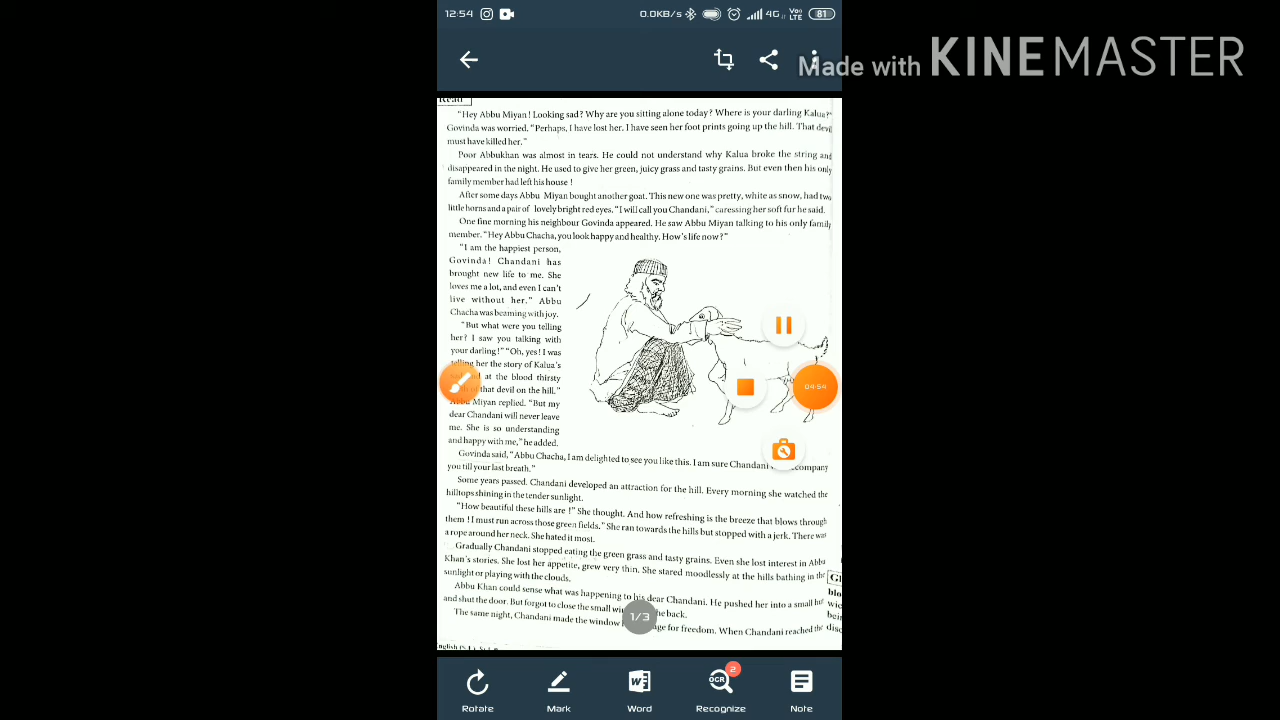 12:54 0.0KB/s 4G Vo LTE 81
Made with KINEMASTER
Read
"Hey Abbu Miyan! Looking sad? Why are you sitting alone today? Where is your darling Kalua?"
Govinda was worried. "Perhaps, I have lost her. I have seen her foot prints going up the hill. That devil
must have killed her."
Poor Abbukhan was almost in tears. He could not understand why Kalua broke the string and
disappeared in the night. He used to give her green, juicy grass and tasty grains. But even then his only
family member had left his house !
After some days Abbu Miyan bought another goat. This new one was pretty, white as snow, had two
little horns and a pair of lovely bright red eyes. "I will call you Chandani," caressing her soft fur he said.
One fine morning his neighbour Govinda appeared. He saw Abbu Miyan talking to his only family
member. "Hey Abbu Chacha, you look happy and healthy. How's life now?"
"I am the happiest person,
Govinda! Chandani has
brought new life to me. She
loves me a lot, and even I can't
live without her." Abbu
Chacha was beaming with joy.
"But what were you telling
her? I saw you talking with
your darling!" "Oh, yes! I was
telling her the story of Kalua's
at the blood thirsty
of that devil on the hill."
Abbu Miyan replied. "But my
dear Chandani will never leave
me. She is so understanding
and happy with me," he added.
Govinda said, "Abbu Chacha, I am delighted to see you like this. I am sure Chandani company
you till your last breath."
Some years passed. Chandani developed an attraction for the hill. Every morning she watched the
hilltops shining in the tender sunlight.
"How beautiful these hills are !" She thought. And how refreshing is the breeze that blows through
them ! I must run across those green fields." She ran towards the hills but stopped with a jerk. There was
a rope around her neck. She hated it most.
Gradually Chandani stopped eating the green grass and tasty grains. Even she lost interest in Abbu
Khan's stories. She lost her appetite, grew very thin. She stared moodlessly at the hills bathing in the
sunlight or playing with the clouds.
Abbu Khan could sense what was happening to his dear Chandani. He pushed her into a small hut
and shut the door. But forgot to close the small he back.
The same night, Chandani made the window for freedom. When Chandani reached the
04:54
1/3
Rotate Mark Word Recognize Note
OCR 2